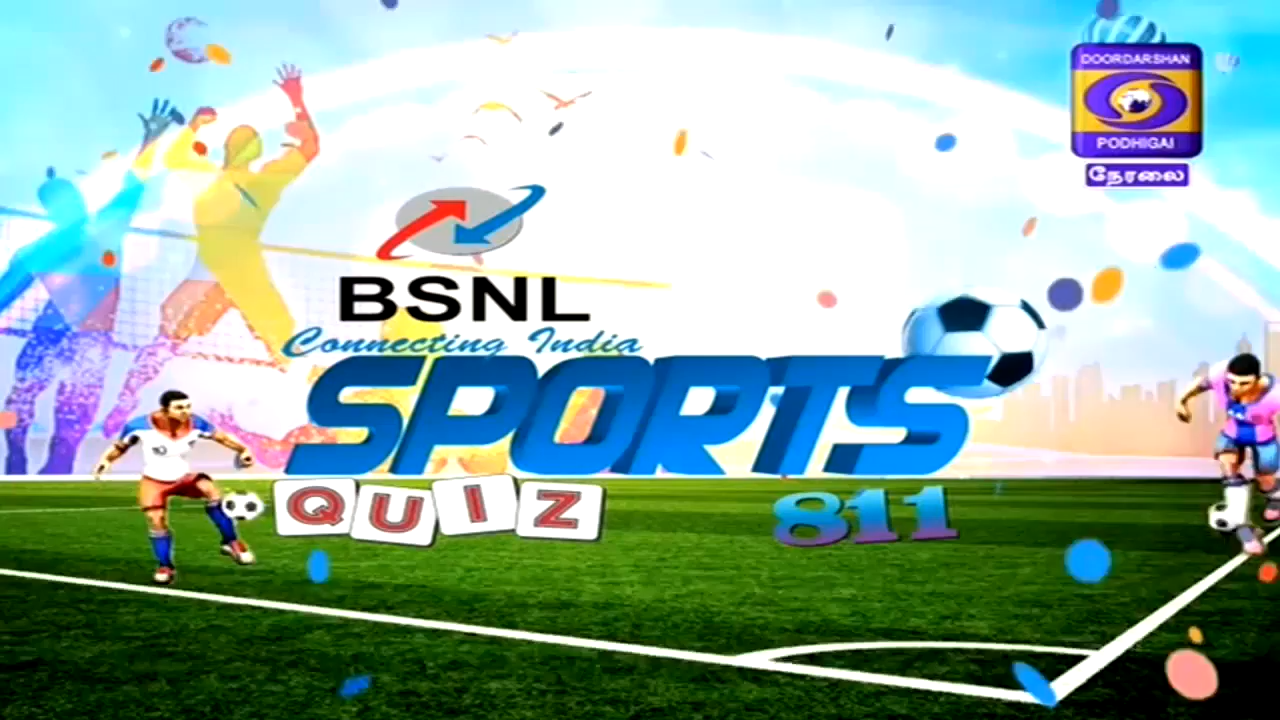 DOORDARSHAN
PODHIGAI
நேரலை
BSNL
Connecting India
SPORTS
QUIZ 811